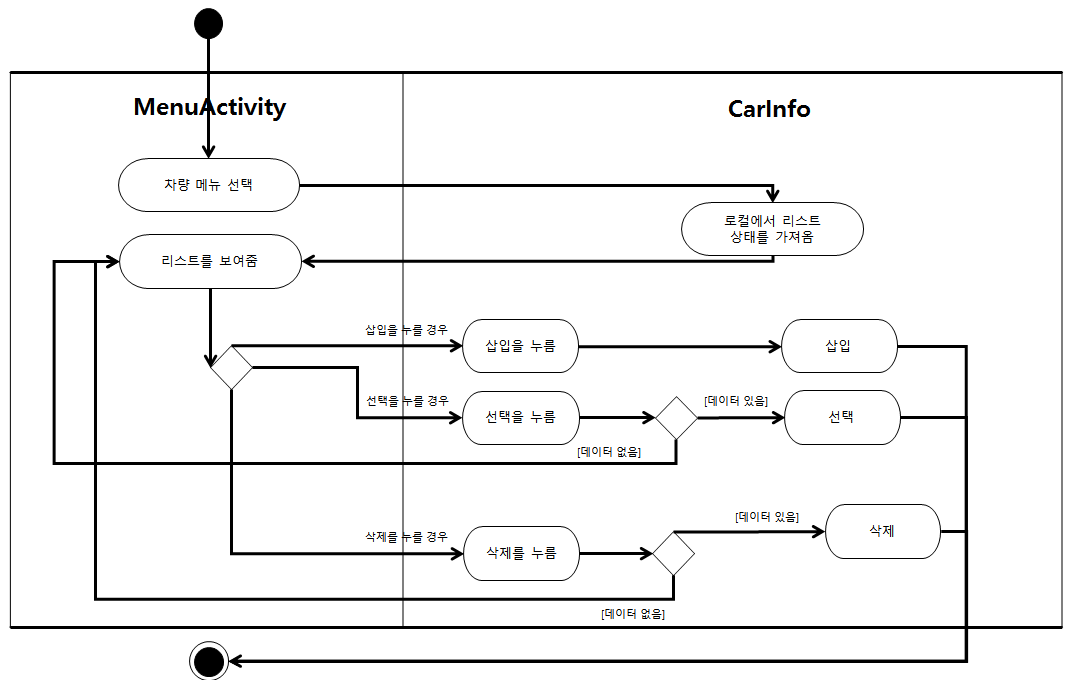 MenuActivity
CarInfo
차량 메뉴 선택
로컬에서 리스트
상태를 가져옴
리스트를 보여줌
삽입을 누를 경우
삽입을 누름
삽입
선택을 누를 경우
선택을 누름
[데이터 있음]
선택
[데이터 없음]
삭제를 누를 경우
삭제를 누름
[데이터 있음]
삭제
[데이터 없음]